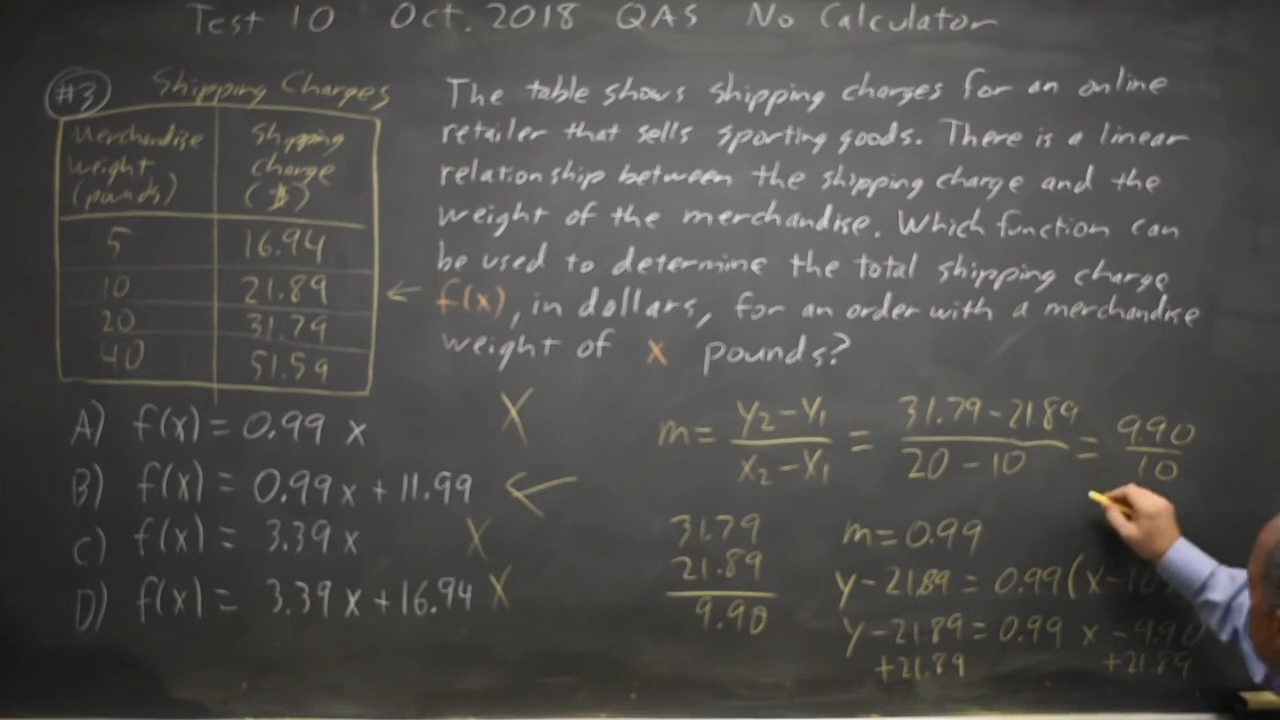 Test 10 Oct. 2018 QAS No Calculator
#3 Shipping Charges
Merchandise weight (pounds) Shipping charge ($)
5 16.94
10 21.89
20 31.79
40 51.59
The table shows shipping charges for an online
retailer that sells sporting goods. There is a linear
relationship between the shipping charge and the
weight of the merchandise. Which function can
be used to determine the total shipping charge
← f(x), in dollars, for an order with a merchandise
weight of x pounds?
A) f(x) = 0.99 x X
B) f(x) = 0.99x + 11.99 ←
C) f(x) = 3.39x X
D) f(x) = 3.39x + 16.94 X
m = Y2 - Y1 / X2 - X1 = 31.79 - 21.89 / 20 - 10 = 9.90 / 10
31.79
21.89
9.90
m = 0.99
y - 21.89 = 0.99(x - 10
y - 21.89 = 0.99 x - 9.90
+21.89 +21.89